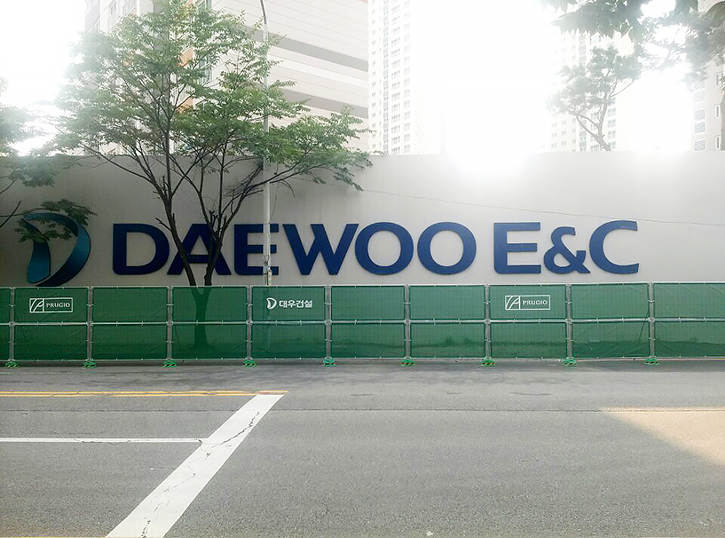 DAEWOO E&C
PRUGIO
대우건설
PRUGIO